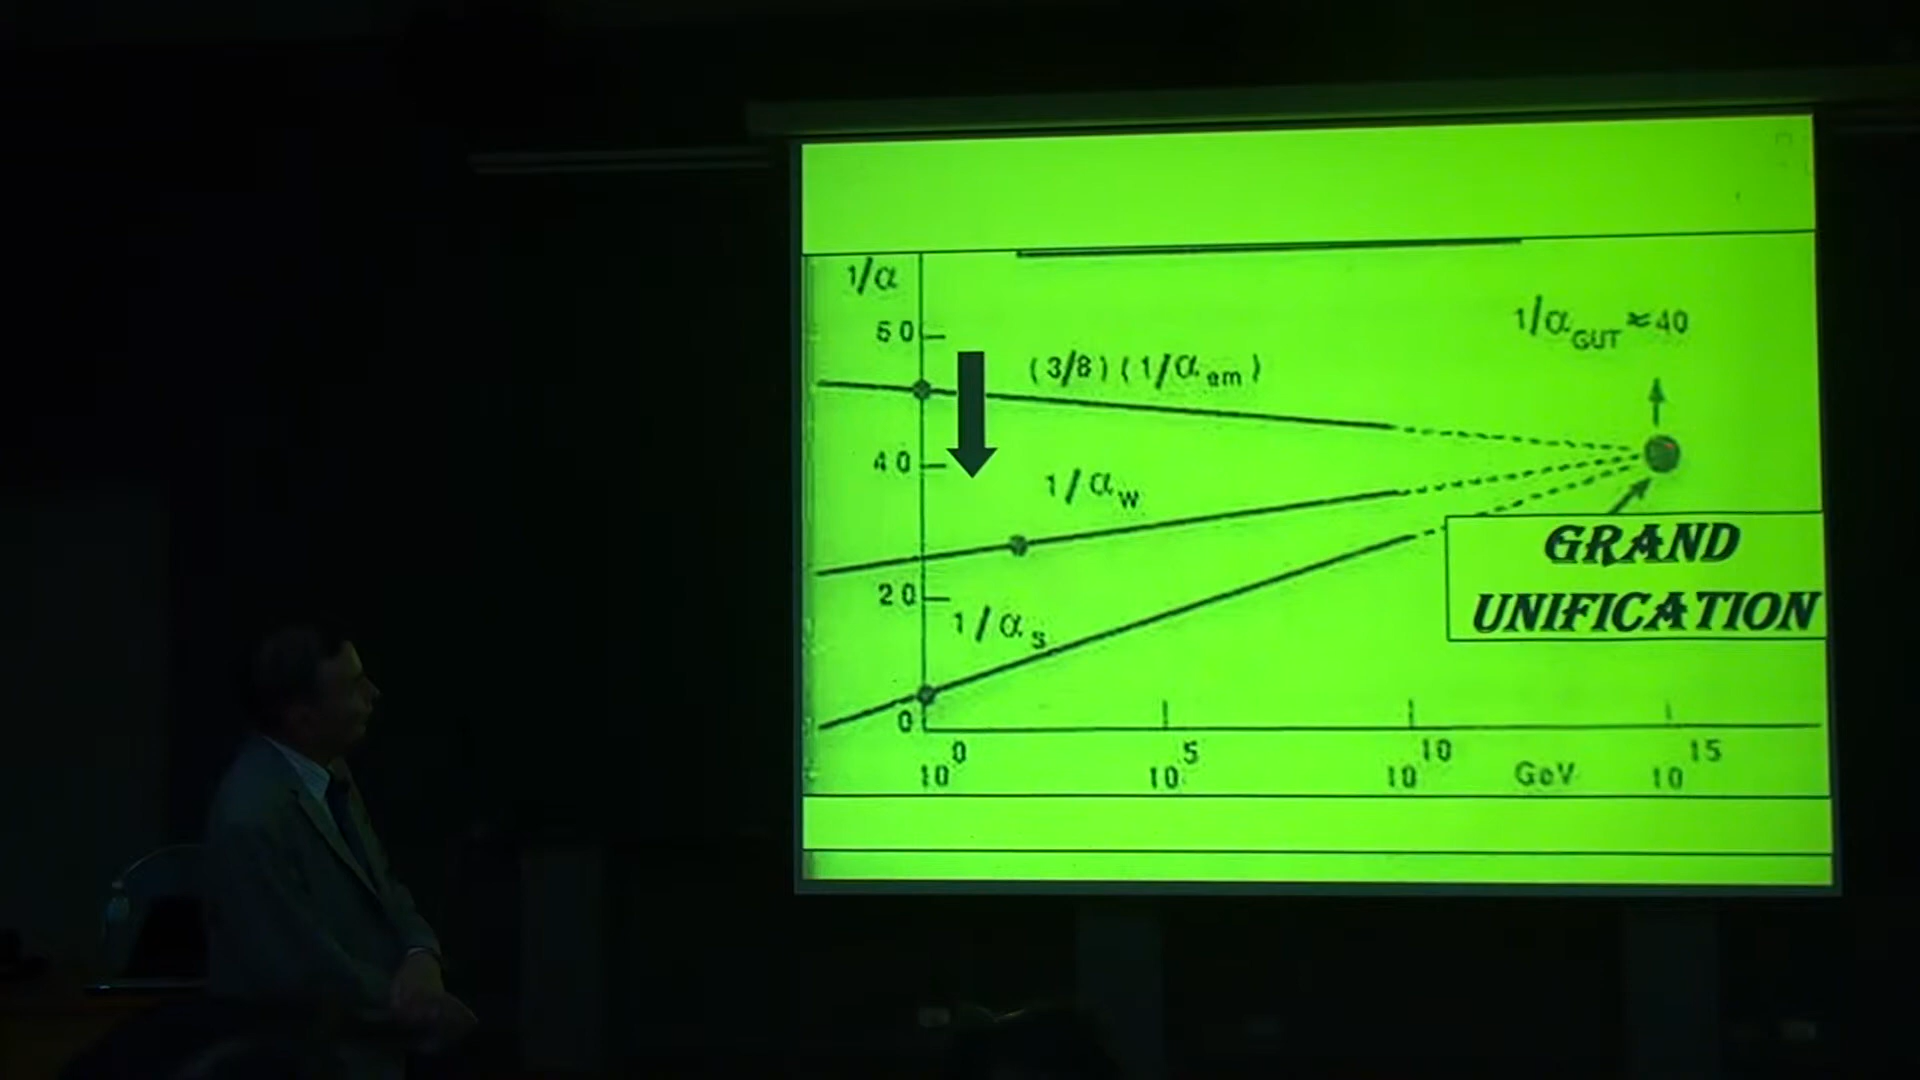 1/α
50
(3/8)(1/α em)
1/α GUT ≈ 40
40
1/α W
20
1/α s
0
GRAND
UNIFICATION
10^0 10^5 10^10 GeV 10^15